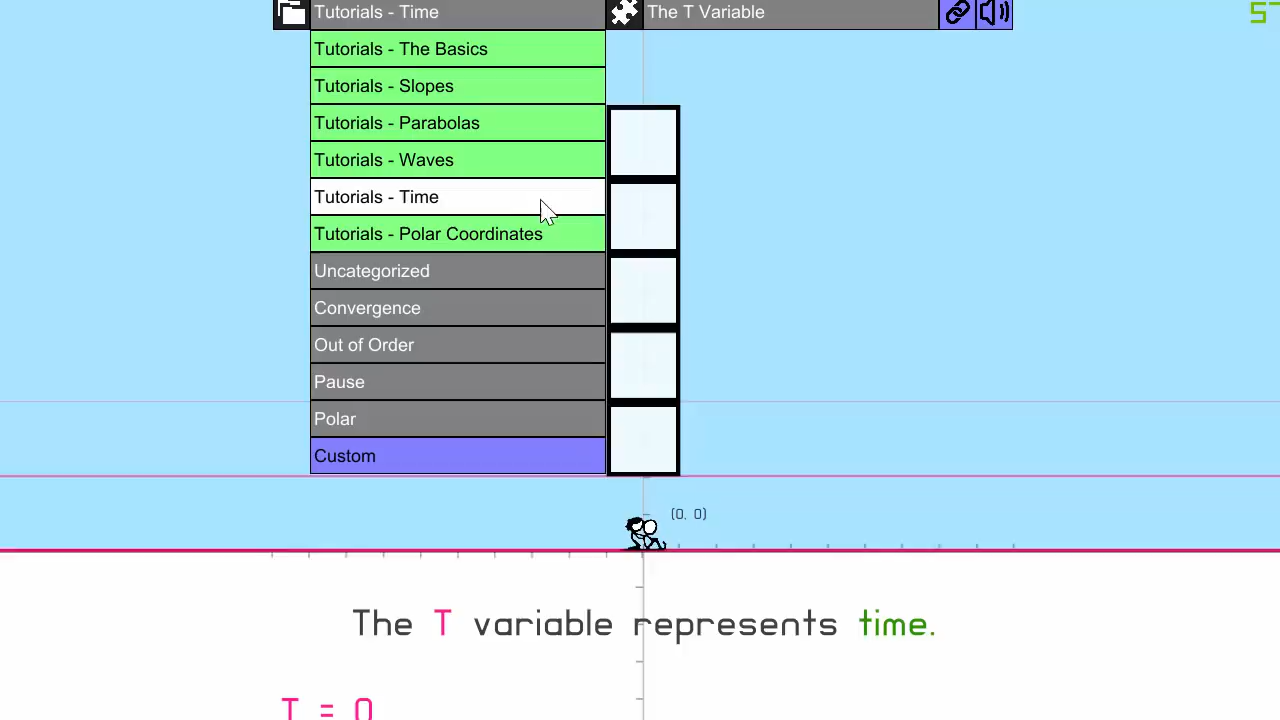 Tutorials - Time
The T Variable
Tutorials - The Basics
Tutorials - Slopes
Tutorials - Parabolas
Tutorials - Waves
Tutorials - Time
Tutorials - Polar Coordinates
Uncategorized
Convergence
Out of Order
Pause
Polar
Custom
(0, 0)
The T variable represents time.
T = 0